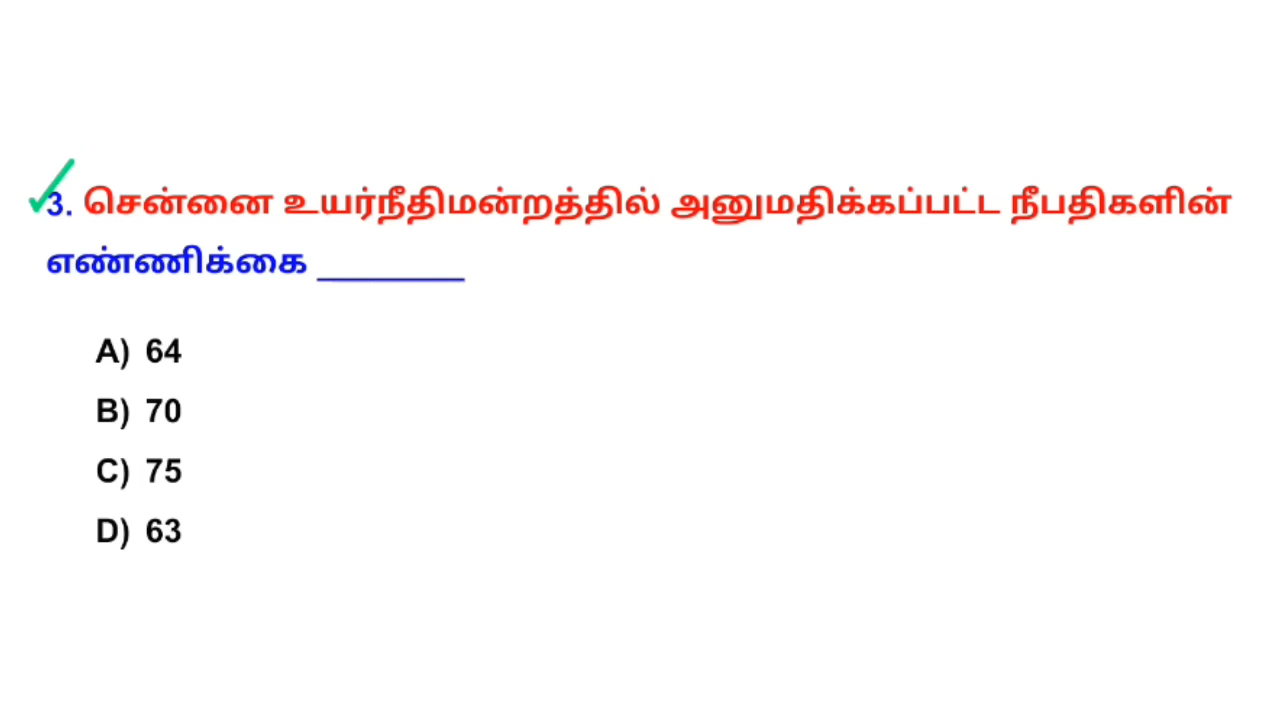 3. சென்னை உயர்நீதிமன்றத்தில் அனுமதிக்கப்பட்ட நீபதிகளின்
எண்ணிக்கை ________
A) 64
B) 70
C) 75
D) 63